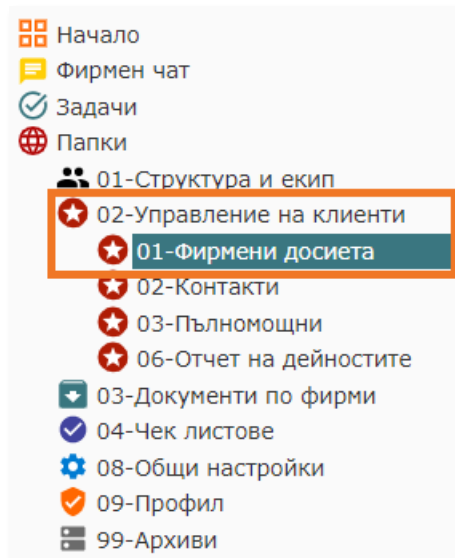 Начало
Фирмен чат
Задачи
Папки
01-Структура и екип
02-Управление на клиенти
01-Фирмени досиета
02-Контакти
03-Пълномощни
06-Отчет на дейностите
03-Документи по фирми
04-Чек листове
08-Общи настройки
09-Профил
99-Архиви